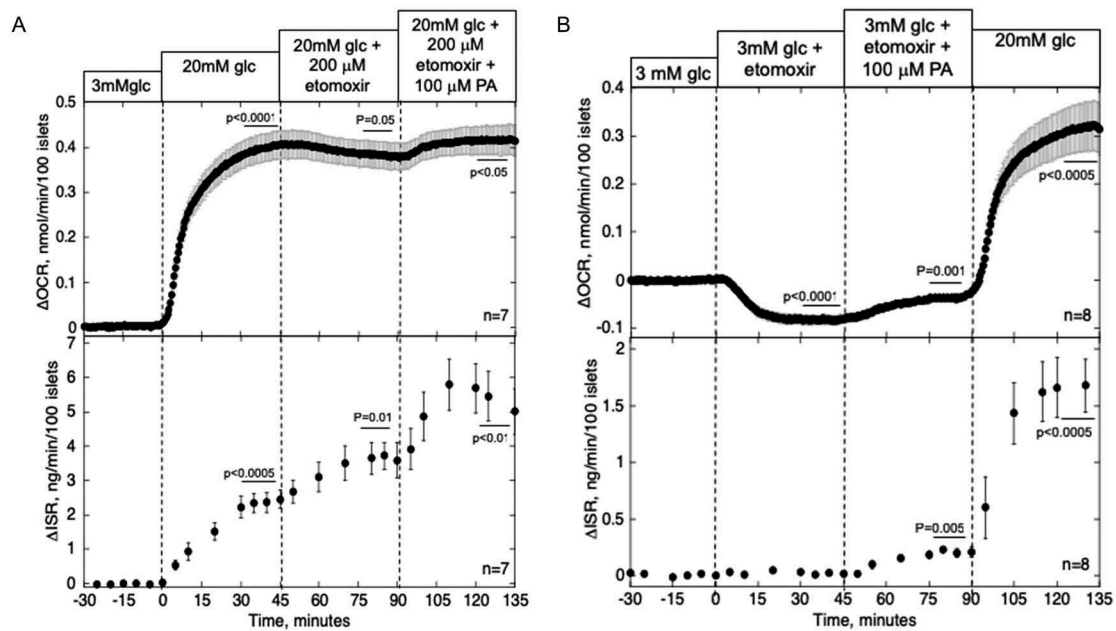 A
3mMglc
20mM glc
20mM glc +
200 µM
etomoxir
20mM glc +
200 µM
etomoxir +
100 µM PA
0.5
0.4
0.3
0.2
0.1
0
ΔOCR, nmol/min/100 islets
p<0.0001
P=0.05
p<0.05
n=7
7
6
5
4
3
2
1
0
ΔISR, ng/min/100 islets
p<0.0005
P=0.01
p<0.01
n=7
-30 -15 0 15 30 45 60 75 90 105 120 135
Time, minutes
B
3 mM glc
3mM glc +
etomoxir
3mM glc +
etomoxir +
100 µM PA
20mM glc
0.4
0.3
0.2
0.1
0
-0.1
ΔOCR, nmol/min/100 islets
p<0.0001
P=0.001
p<0.0005
n=8
2
1.5
1
0.5
0
ΔISR, ng/min/100 islets
P=0.005
p<0.0005
n=8
-30 -15 0 15 30 45 60 75 90 105 120 135
Time, minutes